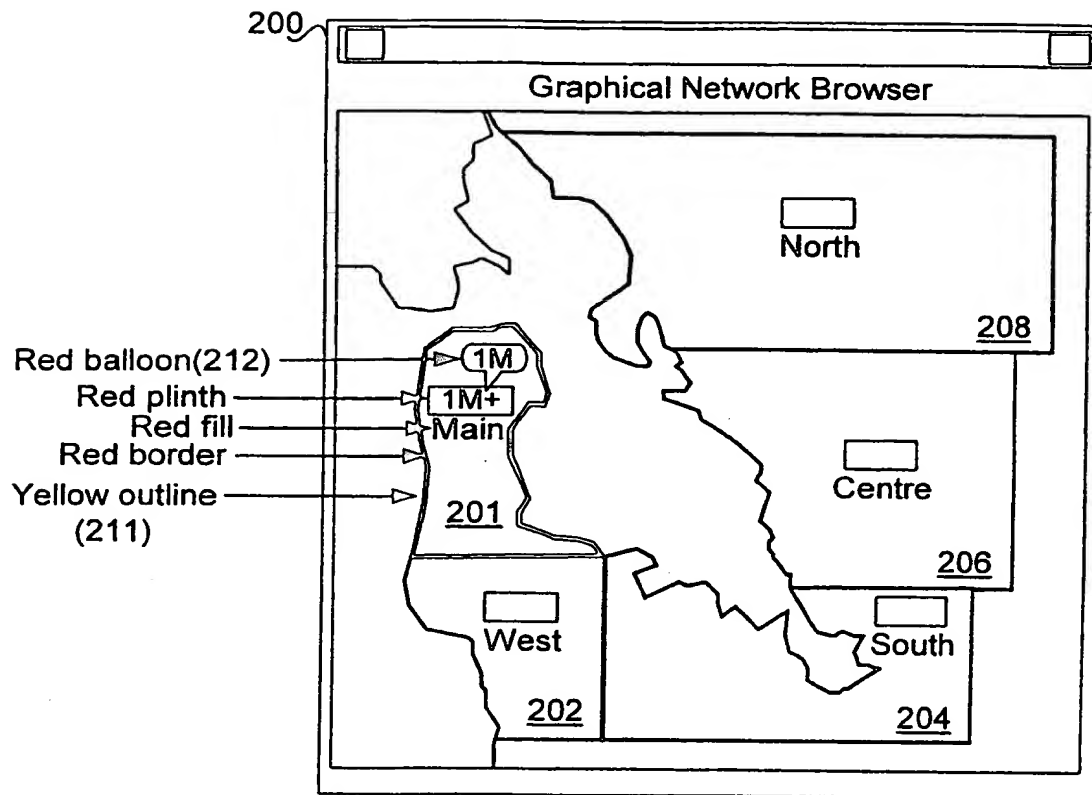 200
Graphical Network Browser
North
208
Red balloon(212)
1M
Red plinth
1M+
Red fill
Main
Red border
Yellow outline
(211)
201
Centre
206
West
South
202
204